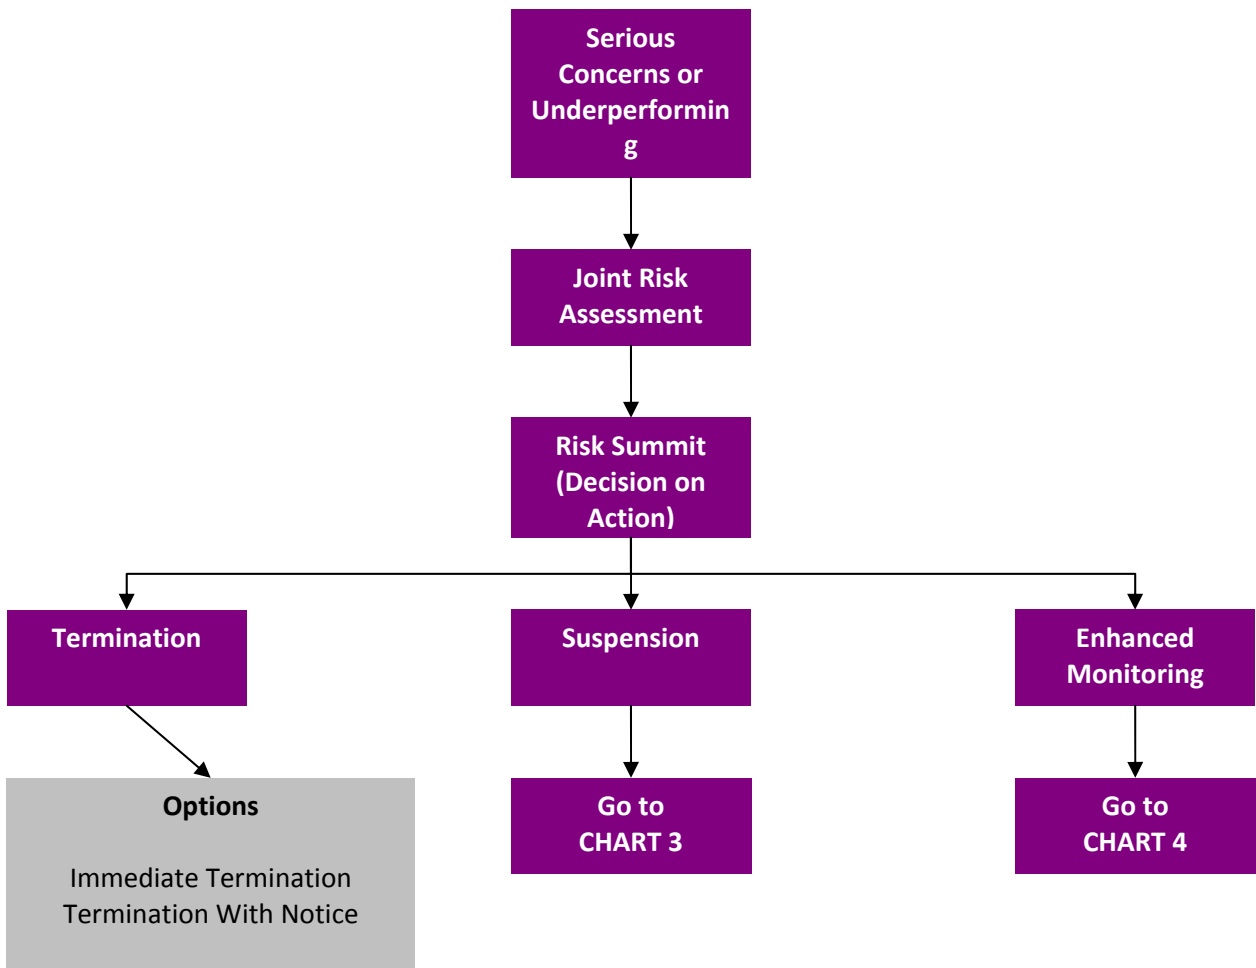 Serious
Concerns or
Underperformin
g
Joint Risk
Assessment
Risk Summit
(Decision on
Action)
Termination
Suspension
Enhanced
Monitoring
Options
Immediate Termination
Termination With Notice
Go to
CHART 3
Go to
CHART 4